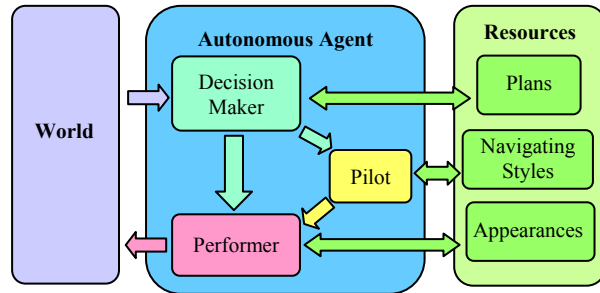 World
Autonomous Agent
Decision
Maker
Pilot
Performer
Resources
Plans
Navigating
Styles
Appearances